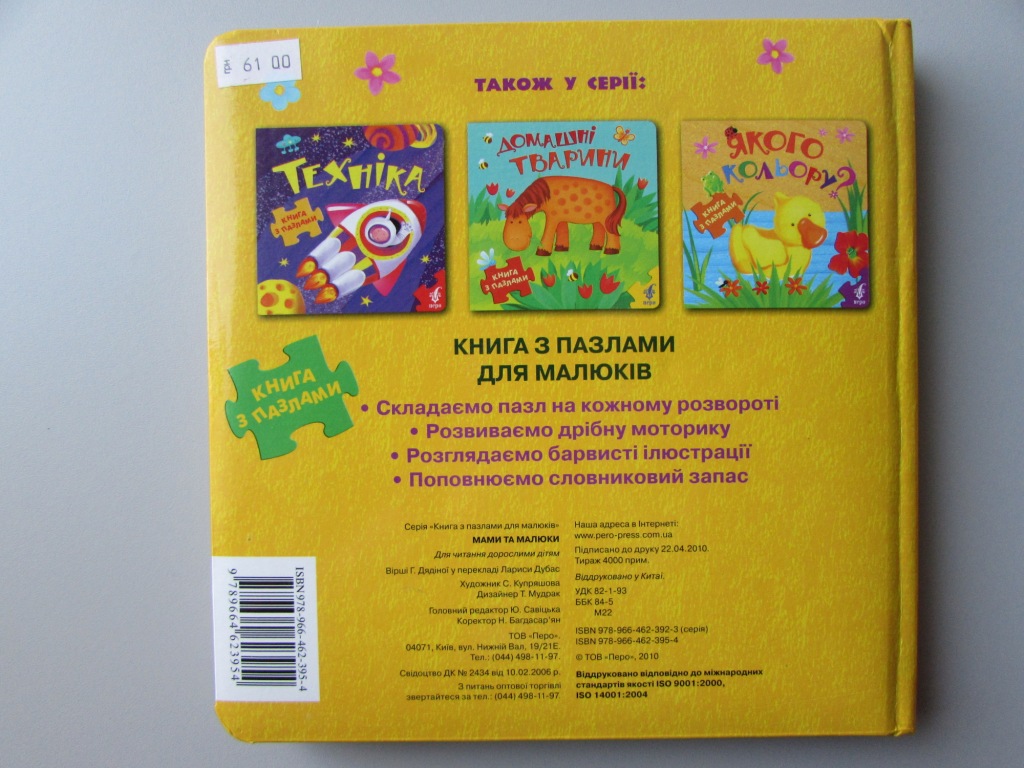 грн 61 00
ТАКОЖ У СЕРІЇ:
ТЕХНІКА
КНИГА
З ПАЗЛАМИ
перо
ДОМАШНІ
ТВАРИНИ
КНИГА
З ПАЗЛАМИ
перо
ЯКОГО
КОЛЬОРУ?
КНИГА
З ПАЗЛАМИ
перо
КНИГА З ПАЗЛАМИ
ДЛЯ МАЛЮКІВ
КНИГА
З ПАЗЛАМИ
• Складаємо пазл на кожному розвороті
• Розвиваємо дрібну моторику
• Розглядаємо барвисті ілюстрації
• Поповнюємо словниковий запас
Серія «Книга з пазлами для малюків»
МАМИ ТА МАЛЮКИ
Для читання дорослими дітям
Вірші Г. Дядіної у перекладі Лариси Дубас
Художник С. Купряшова
Дизайнер Т. Мудрак
Головний редактор Ю. Савіцька
Коректор Н. Багдасар'ян
ТОВ «Перо».
04071, Київ, вул. Нижній Вал, 19/21Е.
Тел.: (044) 498-11-97.
Свідоцтво ДК № 2434 від 10.02.2006 р.
З питань оптової торгівлі
звертайтеся за тел.: (044) 498-11-97
Наша адреса в Інтернеті:
www.pero-press.com.ua
Підписано до друку 22.04.2010.
Тираж 4000 прим.
Віддруковано у Китаї.
УДК 82-1-93
ББК 84-5
М22
ISBN 978-966-462-392-3 (серія)
ISBN 978-966-462-395-4
© ТОВ «Перо», 2010
Віддруковано відповідно до міжнародних
стандартів якості ISO 9001:2000,
ISO 14001:2004
ISBN 978-966-462-395-4
9 789664 623954